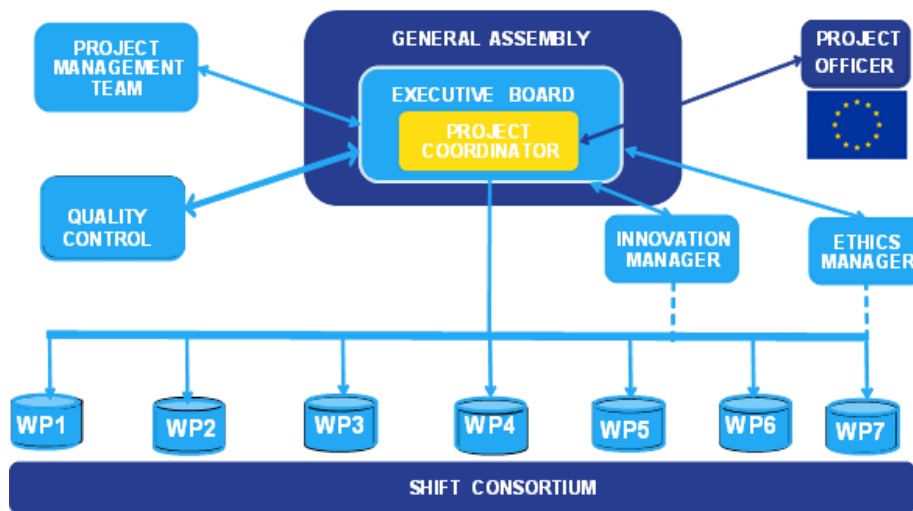 PROJECT
MANAGEMENT
TEAM
GENERAL ASSEMBLY
EXECUTIVE BOARD
PROJECT
COORDINATOR
PROJECT
OFFICER
QUALITY
CONTROL
INNOVATION
MANAGER
ETHICS
MANAGER
WP1
WP2
WP3
WP4
WP5
WP6
WP7
SHIFT CONSORTIUM